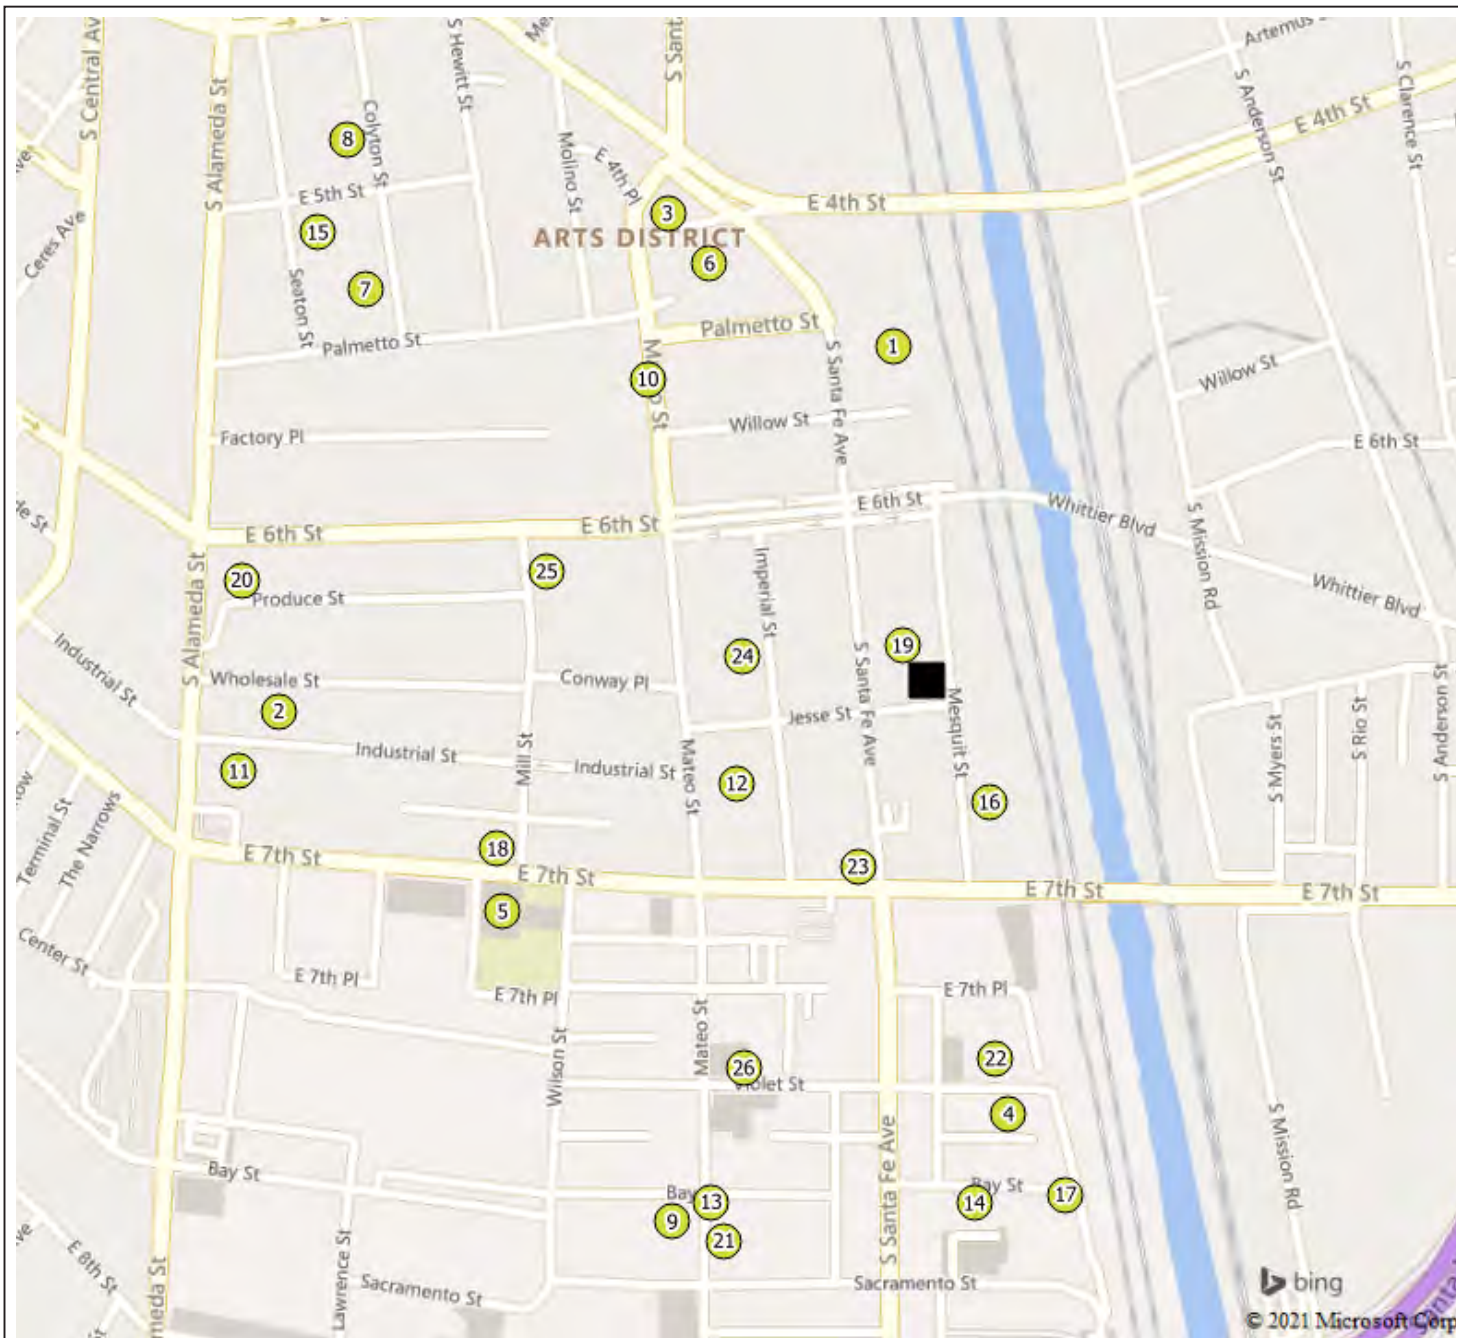 S Central Av
S Alameda St
S Hewitt St
S Sant
Artemus
S Clarence St
S Anderson St
E 4th St
8
Colyton St
Molino St
E 4th Pl
E 5th St
3
E 4th St
Ceres Ave
15
ARTS DISTRICT
6
7
Seaton St
Palmetto St
Palmetto St
1
S Santa Fe Ave
10
Willow St
Willow St
Factory Pl
E 6th St
E 6th St
E 6th St
E 6th St
Whittier Blvd
S Mission Rd
S Alameda St
20
25
Produce St
Imperial St
Whittier Blvd
Industrial St
24
19
S Santa Fe Ave
Wholesale St
Conway Pl
2
Jesse St
Mesquit St
S Rio St
S Anderson St
S Myers St
Industrial St
Industrial St
Mill St
Mateo St
11
12
16
Terminal St
The Narrows
E 7th St
18
E 7th St
23
E 7th St
E 7th St
5
Center St
E 7th Pl
E 7th Pl
E 7th Pl
Mateo St
Wilson St
26
Violet St
22
4
S Santa Fe Ave
S Mission Rd
Bay St
Bay
13
9
21
Bay St
14
17
E 8th St
Lawrence St
Sacramento St
Sacramento St
bing
© 2021 Microsoft Corp